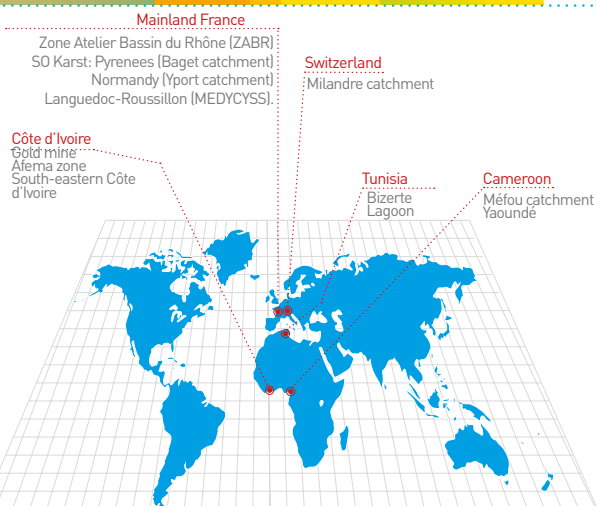 Mainland France
Zone Atelier Bassin du Rhône (ZABR)
SO Karst: Pyrenees (Baget catchment)
Normandy (Yport catchment)
Languedoc-Roussillon (MEDYCYSS).
Switzerland
Milandre catchment
Côte d'Ivoire
Gold mine
Afema zone
South-eastern Côte
d'Ivoire
Tunisia
Bizerte
Lagoon
Cameroon
Méfou catchment
Yaoundé